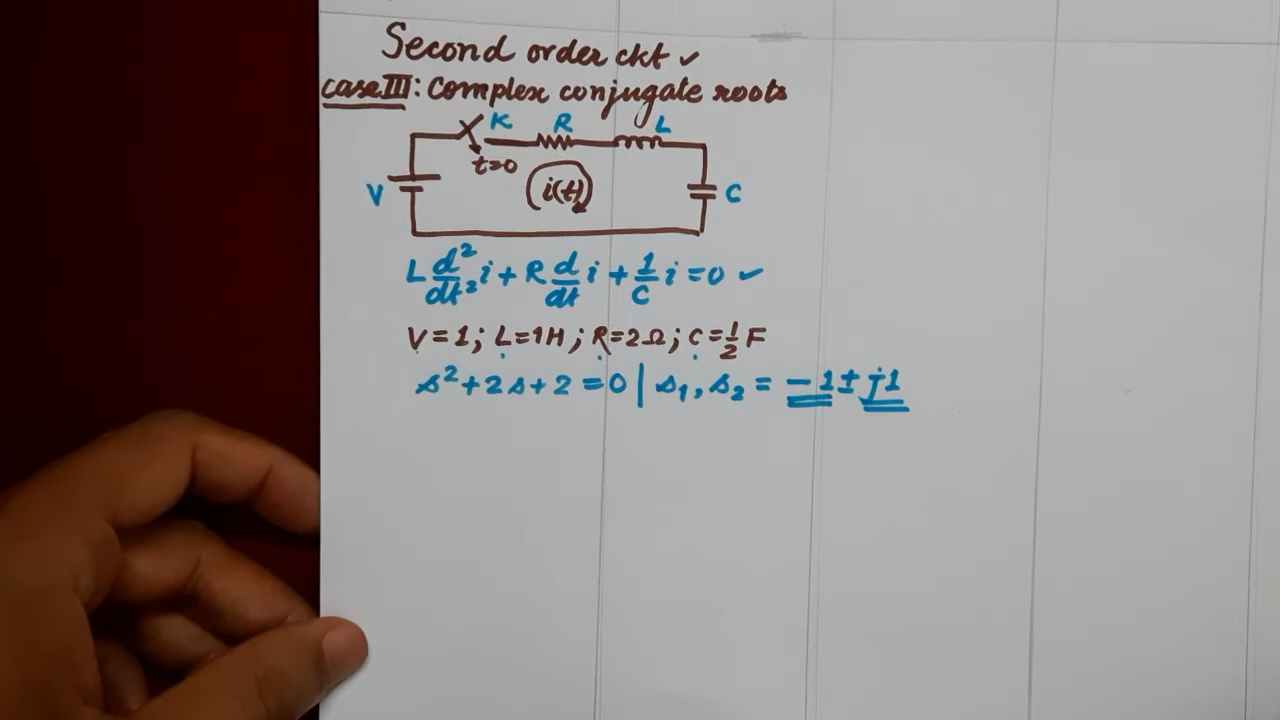 Second order ckt ✓
case III: Complex conjugate roots
K R L
t=0
V i(t) C
L d²/dt² i + R d/dt i + 1/C i = 0 ✓
V=1; L=1H; R=2Ω; C=1/2 F
s²+2s+2=0 | s₁, s₂ = -1 ± j1